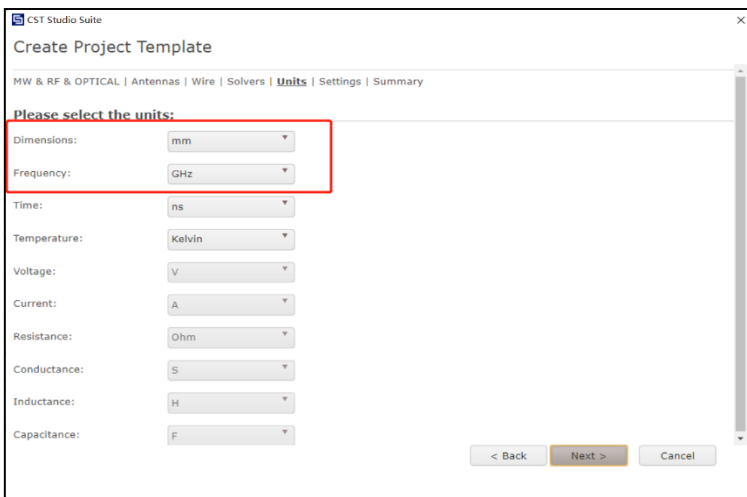 CST Studio Suite
Create Project Template
MW & RF & OPTICAL | Antennas | Wire | Solvers | Units | Settings | Summary
Please select the units:
Dimensions: mm
Frequency: GHz
Time: ns
Temperature: Kelvin
Voltage: V
Current: A
Resistance: Ohm
Conductance: S
Inductance: H
Capacitance: F
< Back Next > Cancel